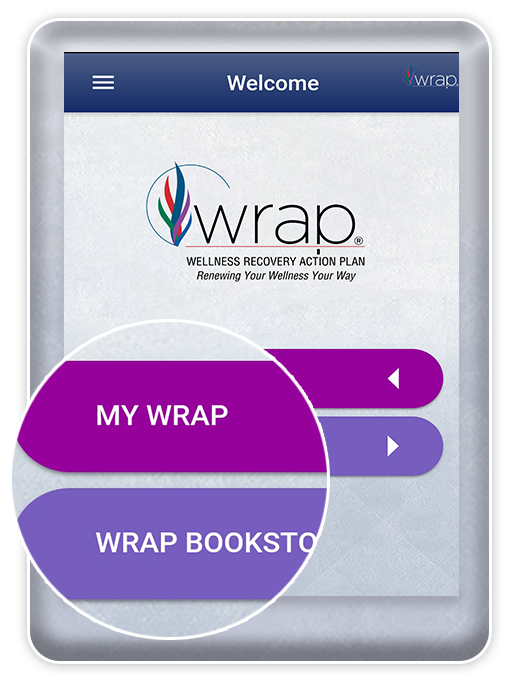 Welcome
wrap.
wrap®
WELLNESS RECOVERY ACTION PLAN
Renewing Your Wellness Your Way
MY WRAP
WRAP BOOKSTO